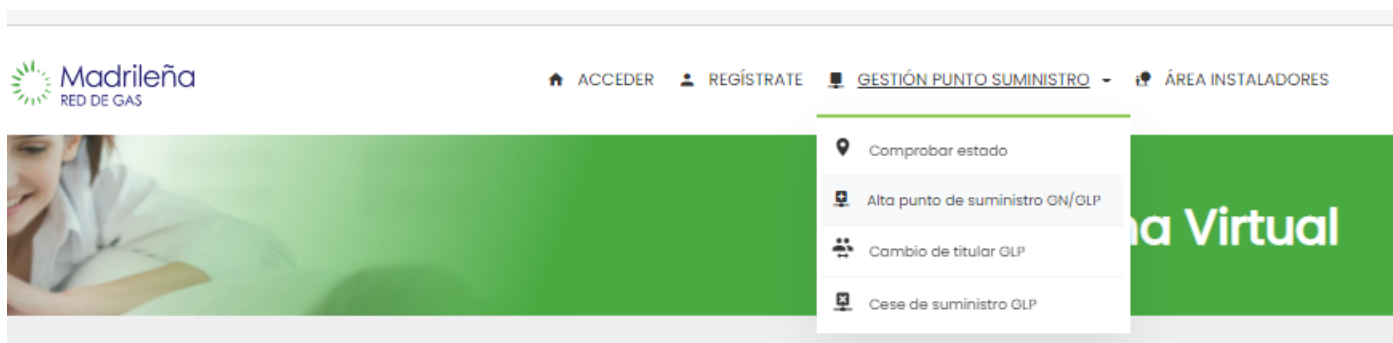 Madrileña
RED DE GAS
ACCEDER REGÍSTRATE GESTIÓN PUNTO SUMINISTRO ÁREA INSTALADORES
Comprobar estado
Alta punto de suministro GN/GLP
Cambio de titular GLP
Cese de suministro GLP
Virtual